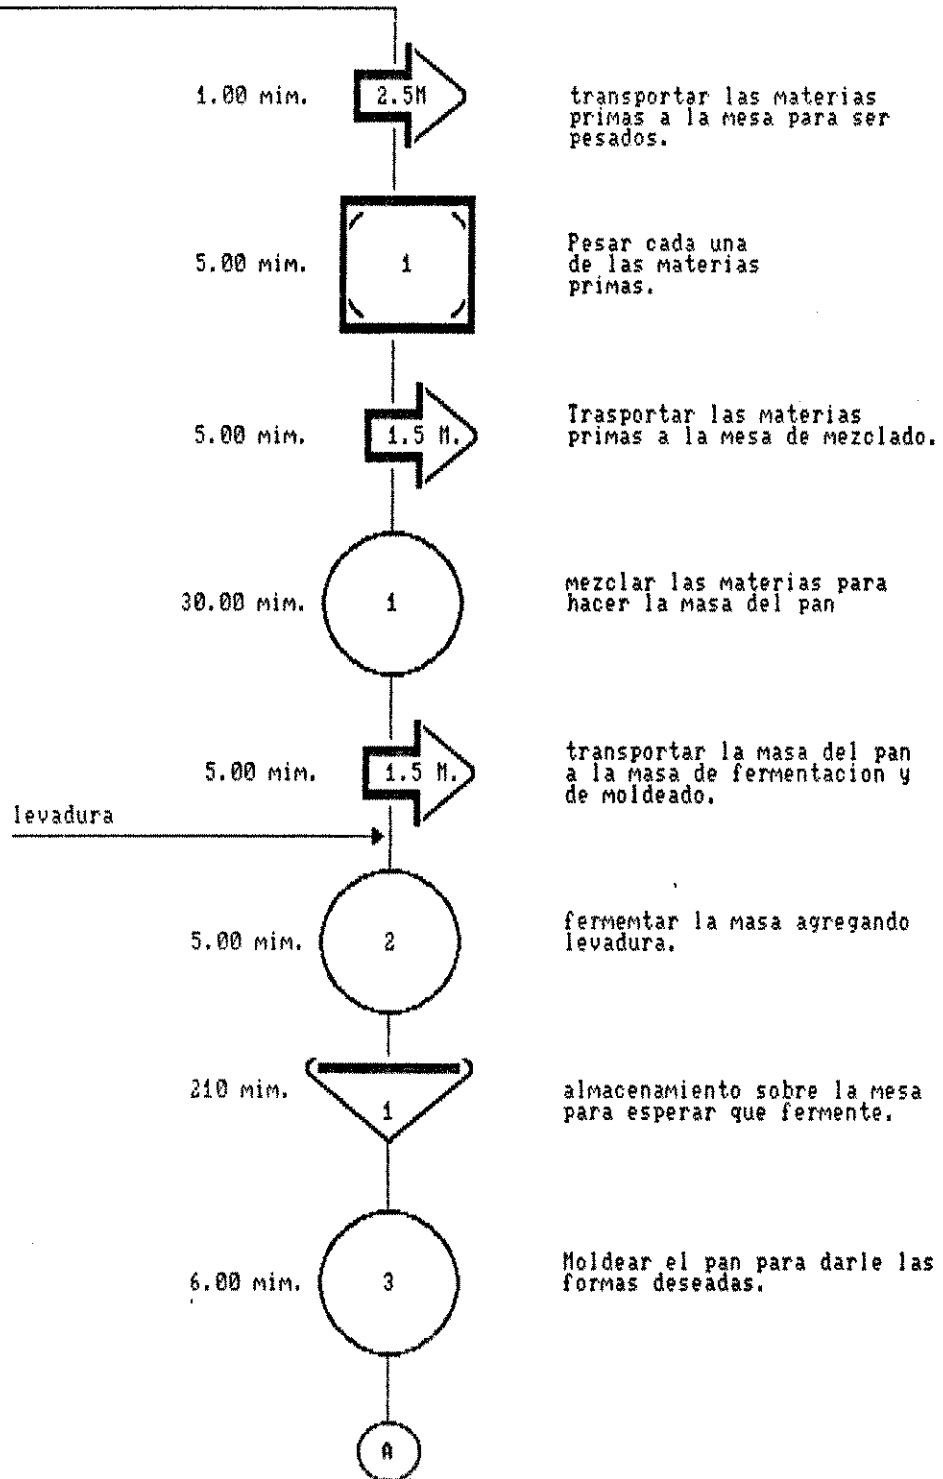 1.00 mim.
2.5M
transportar las materias
primas a la mesa para ser
pesados.
5.00 mim.
1
Pesar cada una
de las materias
primas.
5.00 mim.
1.5 M.
Trasportar las materias
primas a la mesa de mezclado.
30.00 mim.
1
mezclar las materias para
hacer la masa del pan
5.00 mim.
1.5 M.
transportar la masa del pan
a la masa de fermentacion y
de moldeado.
levadura
5.00 mim.
2
fermemtar la masa agregando
levadura.
210 mim.
1
almacenamiento sobre la mesa
para esperar que fermente.
6.00 mim.
3
Moldear el pan para darle las
formas deseadas.
A